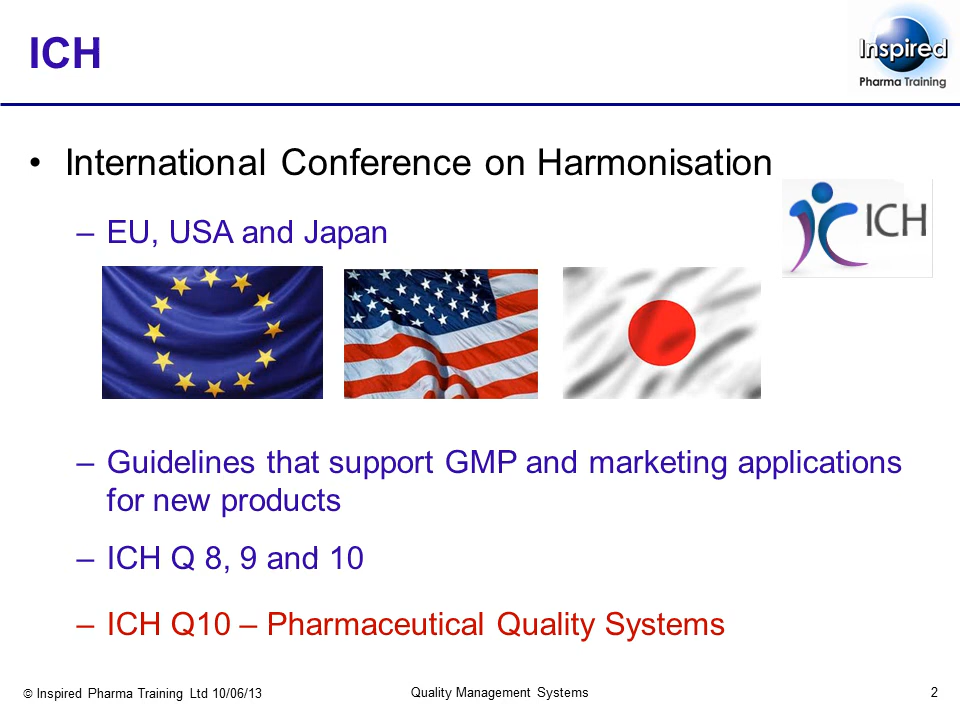 ICH
Inspired
Pharma Training
• International Conference on Harmonisation
– EU, USA and Japan
ICH
– Guidelines that support GMP and marketing applications
for new products
– ICH Q 8, 9 and 10
– ICH Q10 – Pharmaceutical Quality Systems
© Inspired Pharma Training Ltd 10/06/13
Quality Management Systems
2